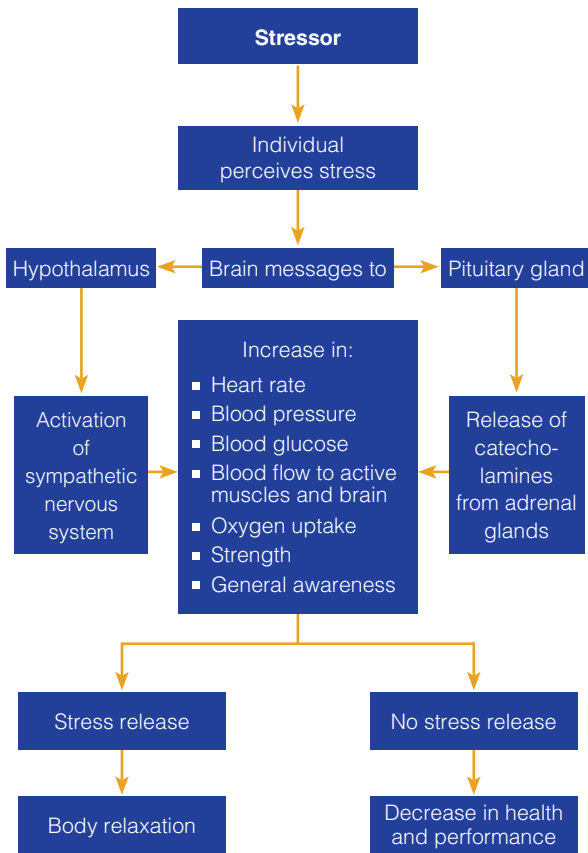 Stressor
Individual
perceives stress
Hypothalamus
Brain messages to
Pituitary gland
Increase in:
Heart rate
Blood pressure
Blood glucose
Blood flow to active
muscles and brain
Oxygen uptake
Strength
General awareness
Activation
of
sympathetic
nervous
system
Release of
catecho-
lamines
from adrenal
glands
Stress release
No stress release
Body relaxation
Decrease in health
and performance